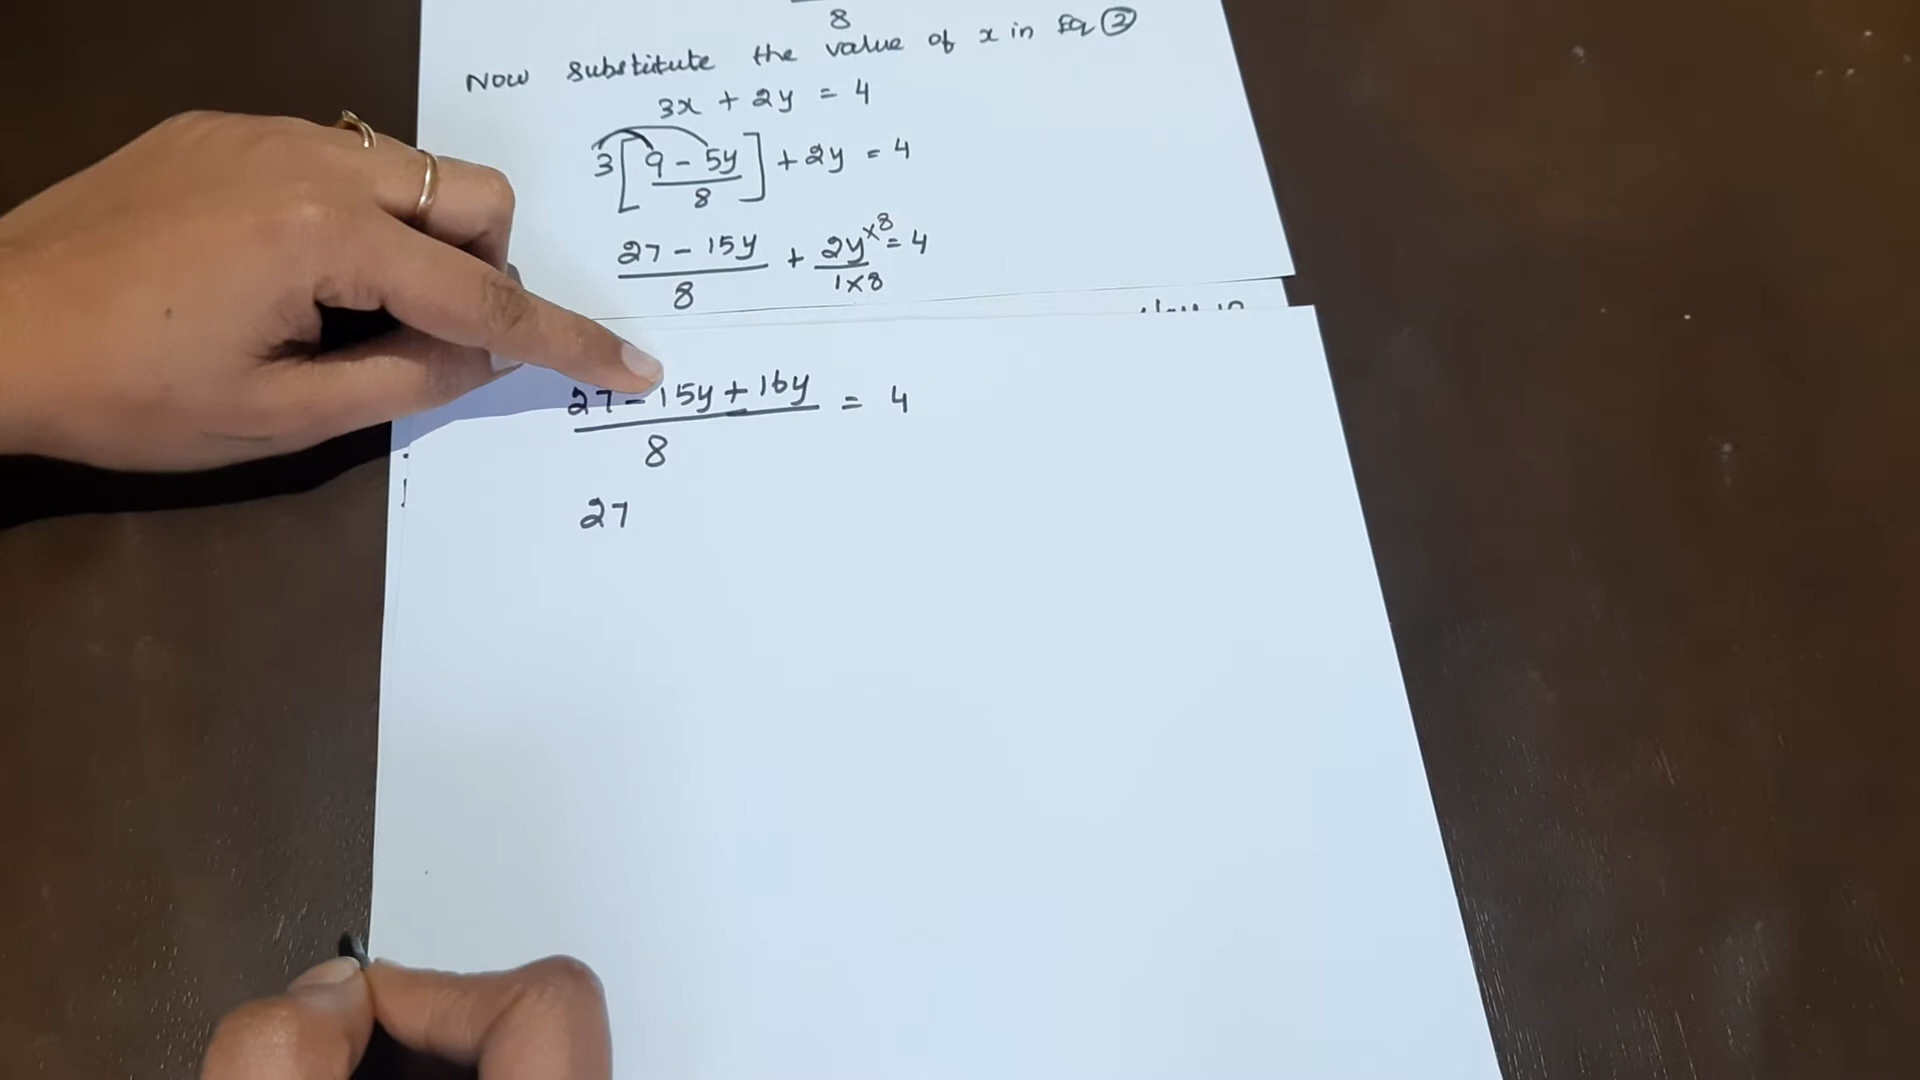 8
Now substitute the value of x in Eq ②
3x + 2y = 4
3[9 - 5y/8] + 2y = 4
27 - 15y/8 + 2y×8/1×8 = 4
27 - 15y + 16y/8 = 4
27